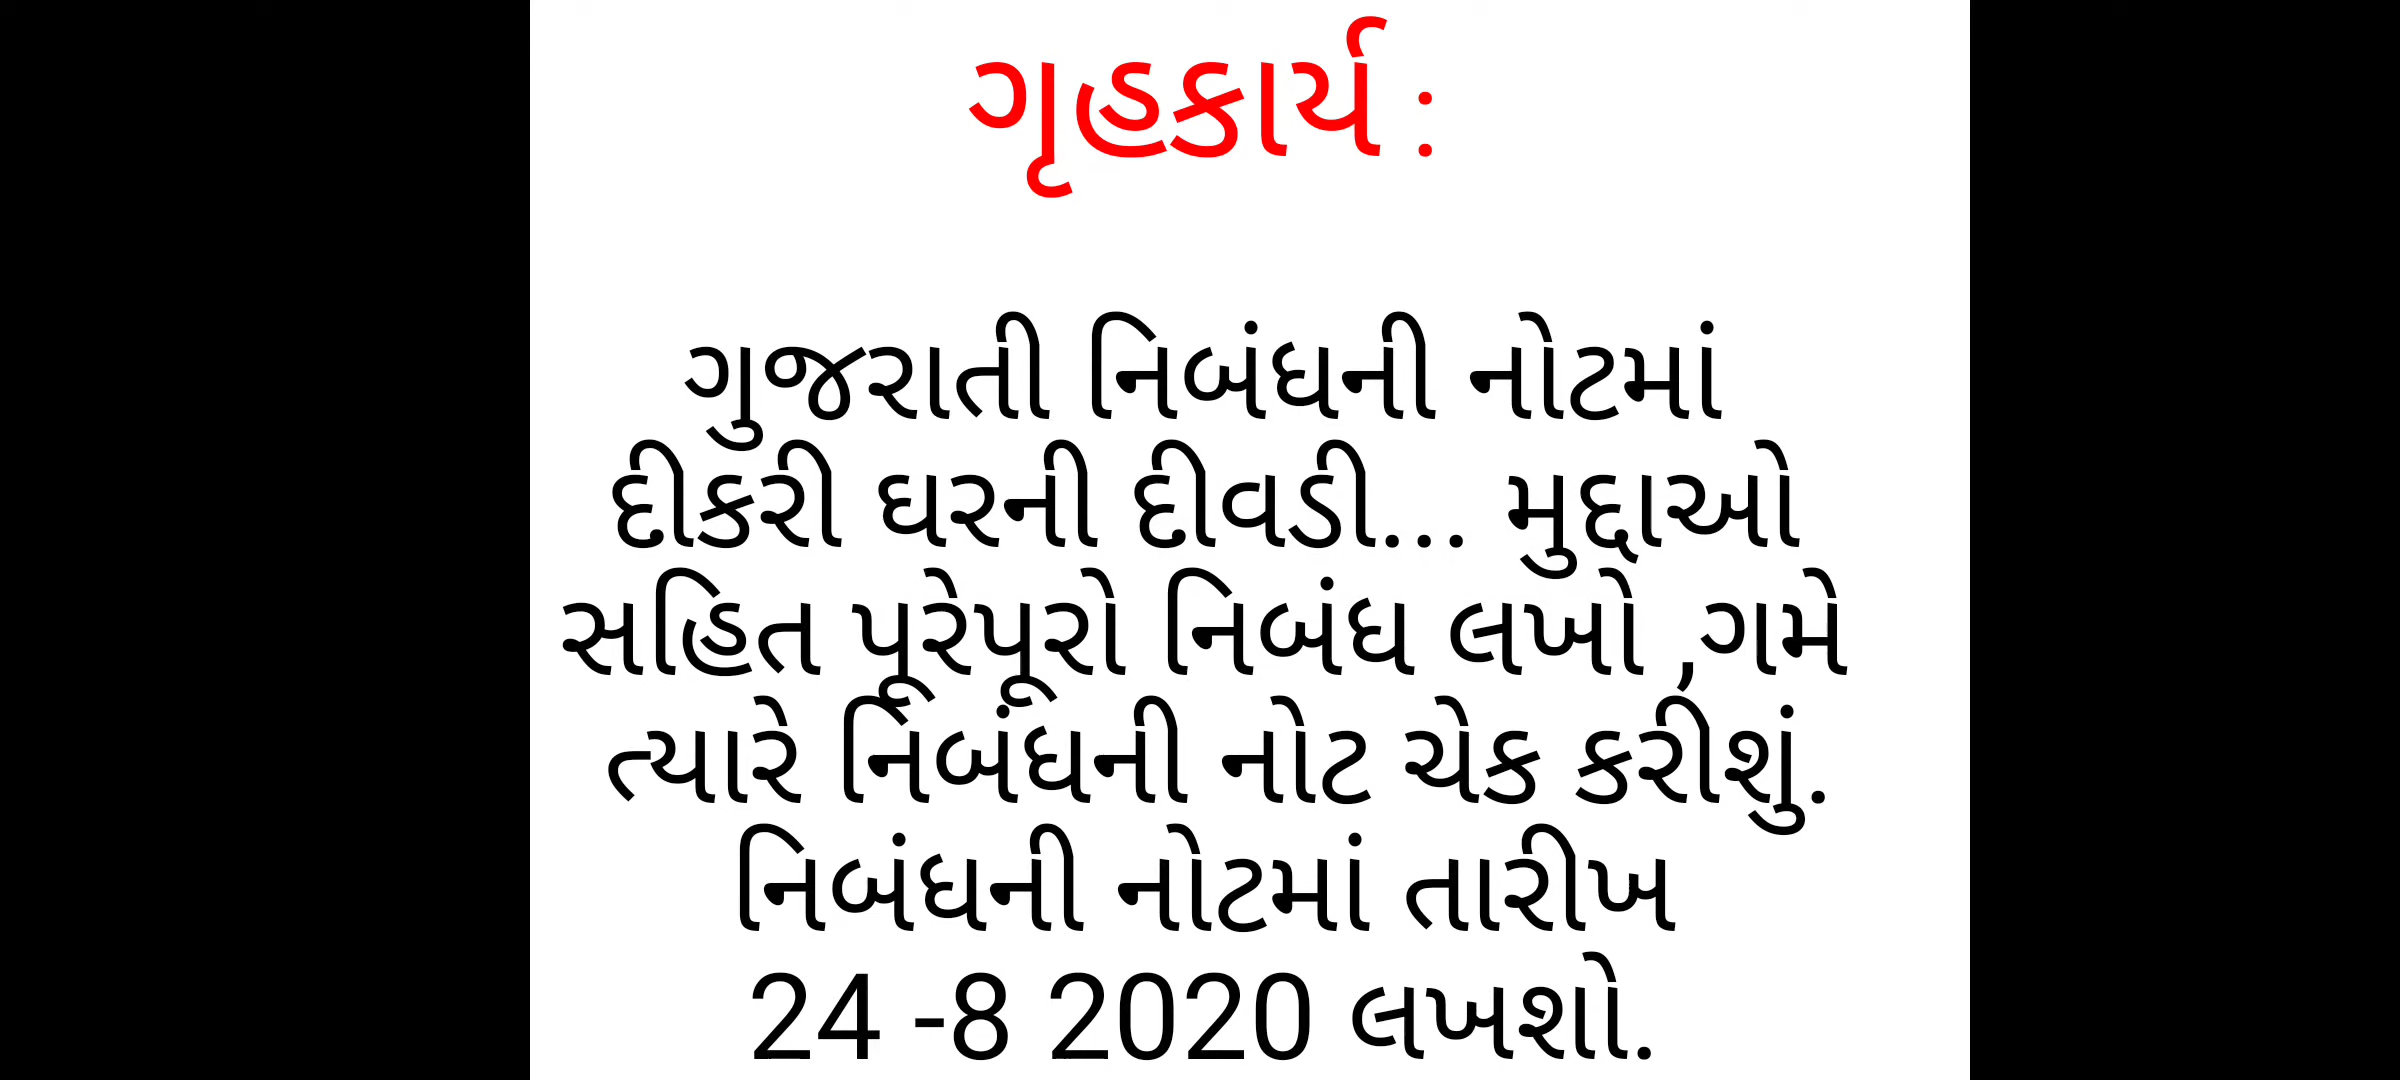 ગૃહકાર્ય :
ગુજરાતી નિબંધની નોટમાં
દીકરી ઘરની દીવડી... મુદ્દાઓ
સહિત પૂરેપૂરો નિબંધ લખો ,ગમે
ત્યારે નિબંધની નોટ ચેક કરીશું.
નિબંધની નોટમાં તારીખ
24 -8 2020 લખશો.